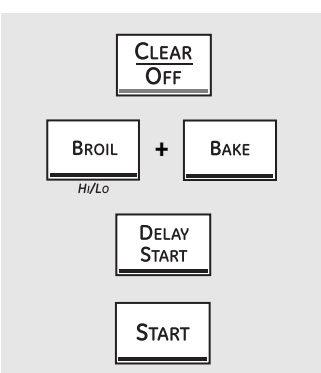 CLEAR
OFF
BROIL + BAKE
HI/LO
DELAY
START
START